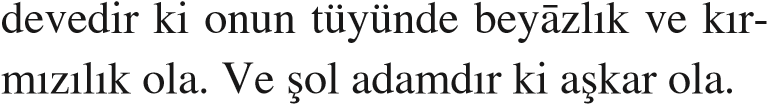 devedir ki onun tüyünde beyāzlık ve kır-
mızılık ola. Ve şol adamdır ki aşkar ola.